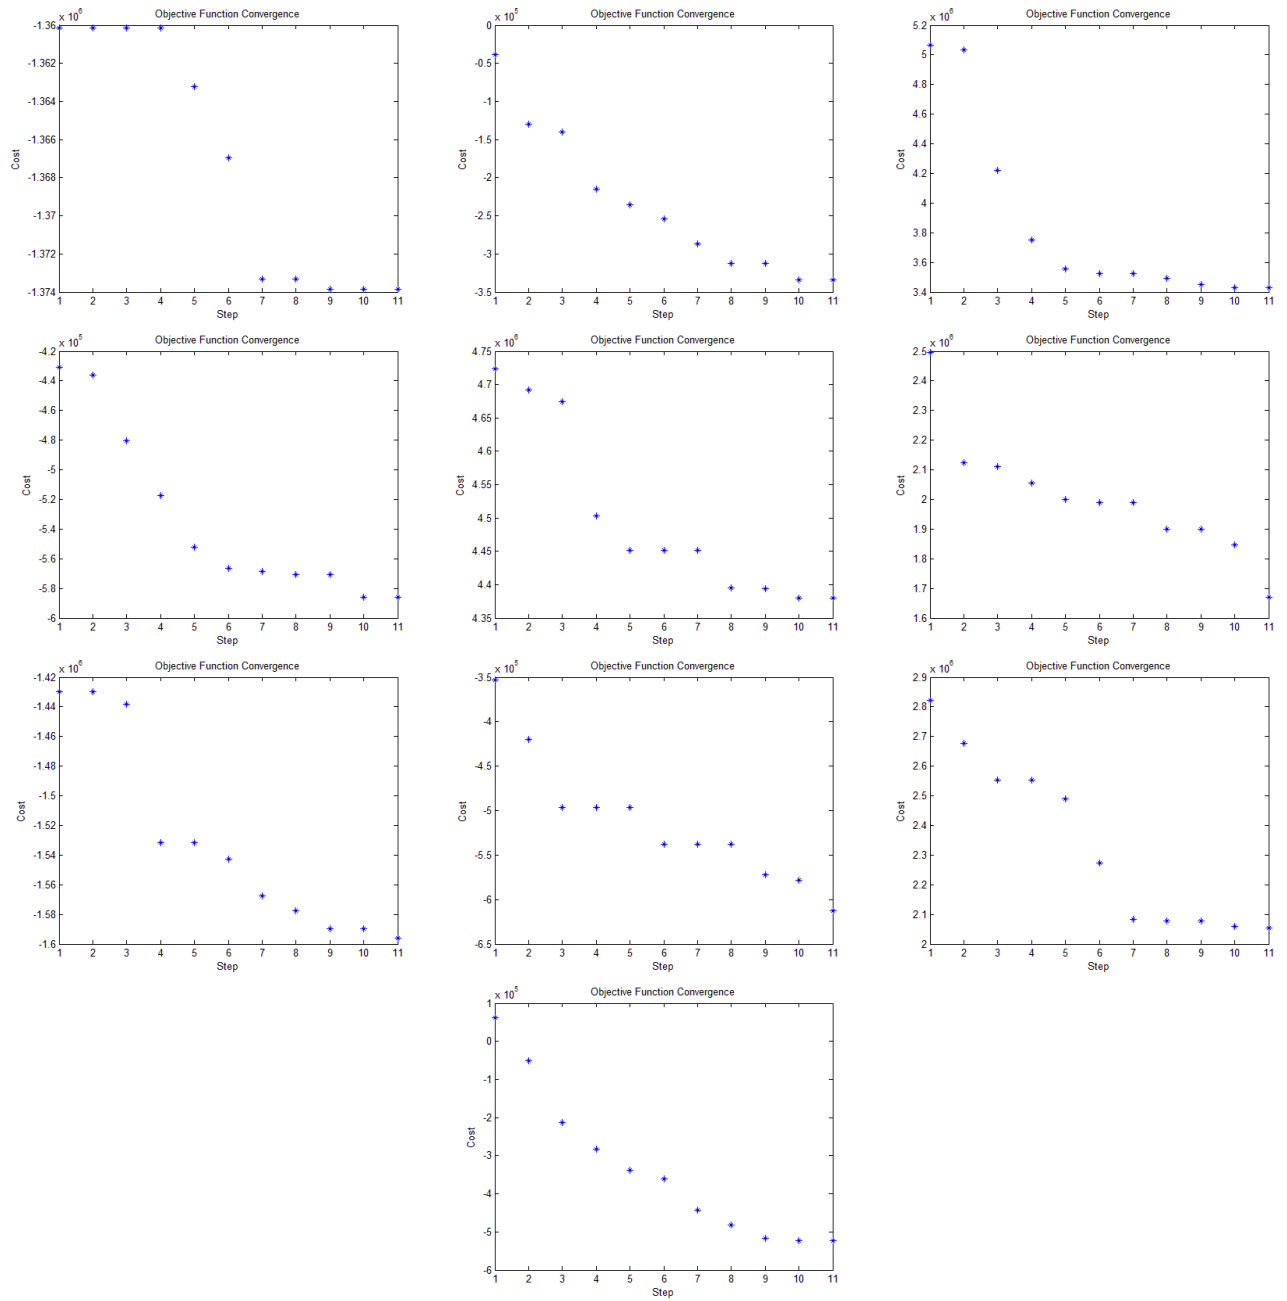 Objective Function Convergence
x 10^6
-1.36
-1.362
-1.364
-1.366
-1.368
-1.37
-1.372
-1.374
Cost
1 2 3 4 5 6 7 8 9 10 11
Step
Objective Function Convergence
x 10^5
0
-0.5
-1
-1.5
-2
-2.5
-3
-3.5
Cost
1 2 3 4 5 6 7 8 9 10 11
Step
Objective Function Convergence
x 10^6
5.2
5
4.8
4.6
4.4
4.2
4
3.8
3.6
3.4
Cost
1 2 3 4 5 6 7 8 9 10 11
Step
Objective Function Convergence
x 10^5
-4.2
-4.4
-4.6
-4.8
-5
-5.2
-5.4
-5.6
-5.8
-6
Cost
1 2 3 4 5 6 7 8 9 10 11
Step
Objective Function Convergence
x 10^6
4.75
4.7
4.65
4.6
4.55
4.5
4.45
4.4
4.35
Cost
1 2 3 4 5 6 7 8 9 10 11
Step
Objective Function Convergence
x 10^6
2.5
2.4
2.3
2.2
2.1
2
1.9
1.8
1.7
1.6
Cost
1 2 3 4 5 6 7 8 9 10 11
Step
Objective Function Convergence
x 10^6
-1.42
-1.44
-1.46
-1.48
-1.5
-1.52
-1.54
-1.56
-1.58
-1.6
Cost
1 2 3 4 5 6 7 8 9 10 11
Step
Objective Function Convergence
x 10^5
-3.5
-4
-4.5
-5
-5.5
-6
-6.5
Cost
1 2 3 4 5 6 7 8 9 10 11
Step
Objective Function Convergence
x 10^6
2.9
2.8
2.7
2.6
2.5
2.4
2.3
2.2
2.1
2
Cost
1 2 3 4 5 6 7 8 9 10 11
Step
Objective Function Convergence
x 10^5
1
0
-1
-2
-3
-4
-5
-6
Cost
1 2 3 4 5 6 7 8 9 10 11
Step